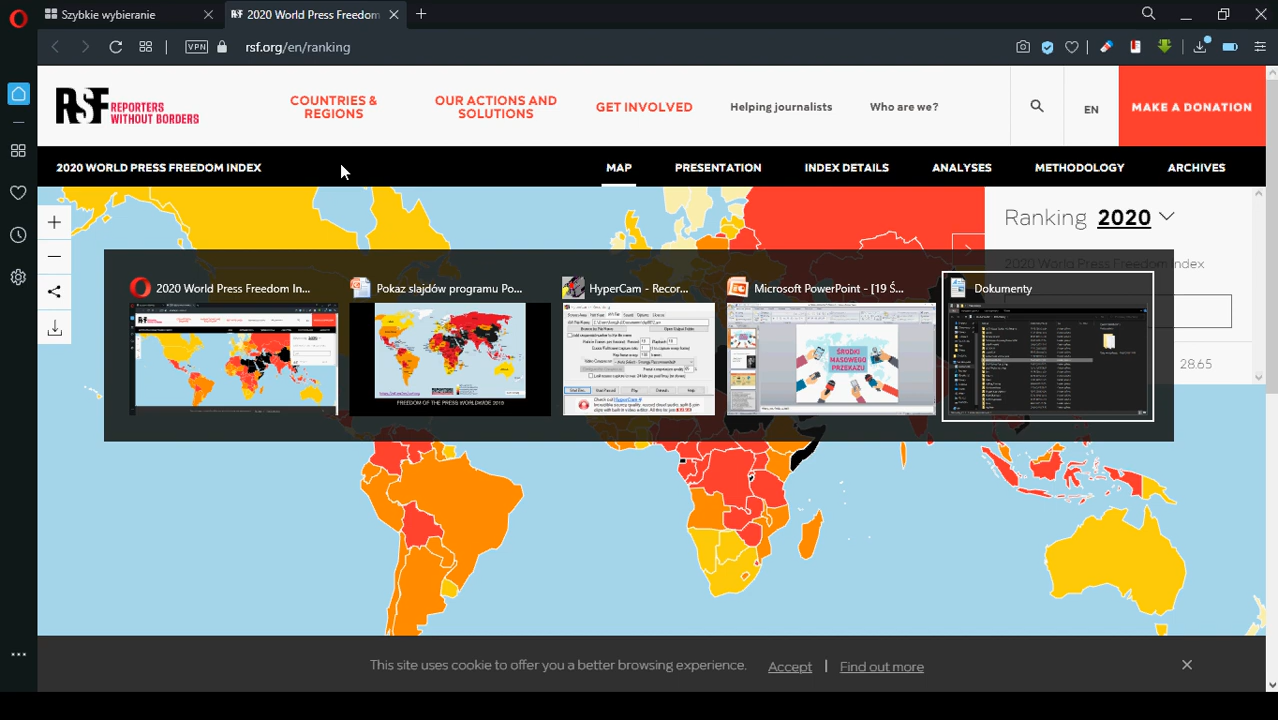 Szybkie wybieranie
RSF 2020 World Press Freedom
VPN
rsf.org/en/ranking
RSF REPORTERS WITHOUT BORDERS
COUNTRIES & REGIONS
OUR ACTIONS AND SOLUTIONS
GET INVOLVED
Helping journalists
Who are we?
EN
MAKE A DONATION
2020 WORLD PRESS FREEDOM INDEX
MAP
PRESENTATION
INDEX DETAILS
ANALYSES
METHODOLOGY
ARCHIVES
Ranking 2020
2020 World Press Freedom Index
2020 World Press Freedom In...
Pokaz slajdów programu Po...
HyperCam - Recor...
Microsoft PowerPoint - [19 Ś...
Dokumenty
ŚRODKI
MASOWEGO
PRZEKAZU
FREEDOM OF THE PRESS WORLDWIDE 2019
28.65
This site uses cookie to offer you a better browsing experience.
Accept | Find out more